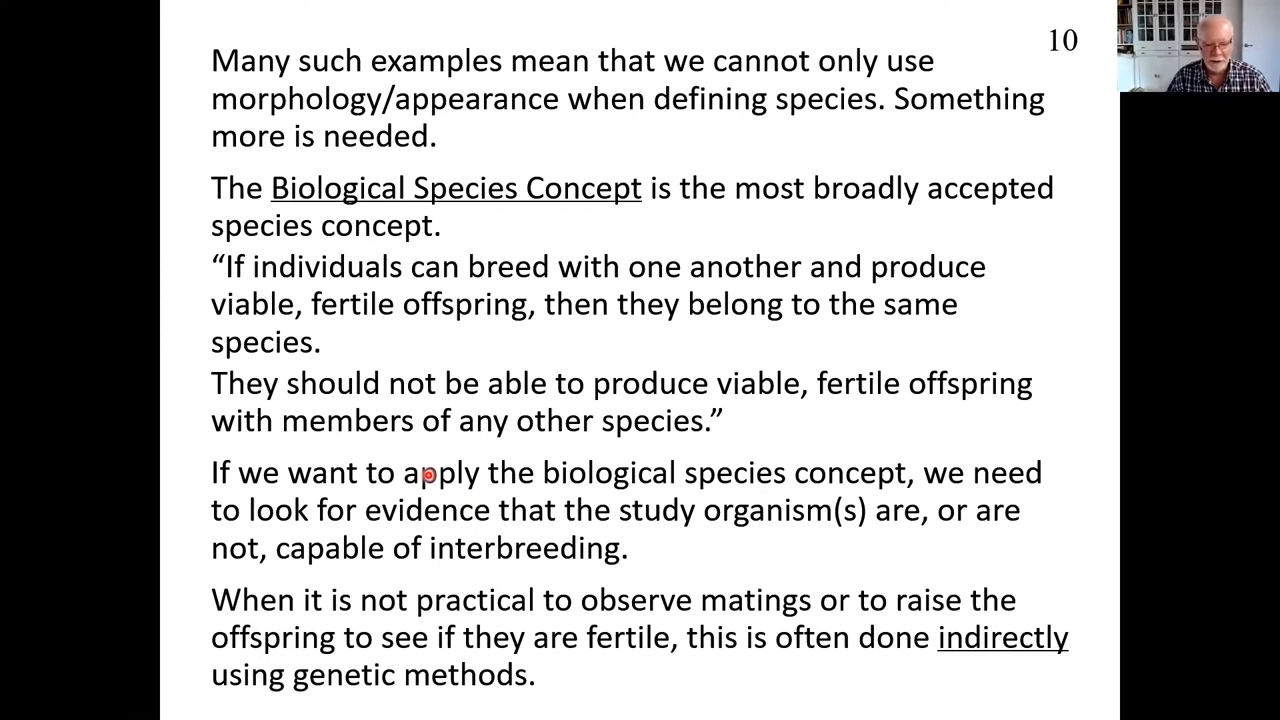 10
Many such examples mean that we cannot only use
morphology/appearance when defining species. Something
more is needed.
The Biological Species Concept is the most broadly accepted
species concept.
“If individuals can breed with one another and produce
viable, fertile offspring, then they belong to the same
species.
They should not be able to produce viable, fertile offspring
with members of any other species.”
If we want to apply the biological species concept, we need
to look for evidence that the study organism(s) are, or are
not, capable of interbreeding.
When it is not practical to observe matings or to raise the
offspring to see if they are fertile, this is often done indirectly
using genetic methods.